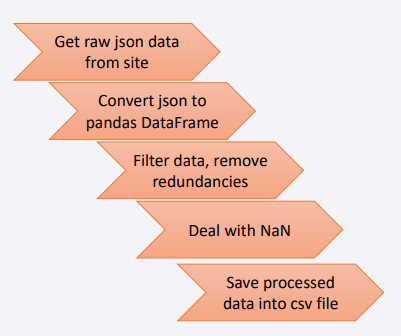 Get raw json data
from site
Convert json to
pandas DataFrame
Filter data, remove
redundancies
Deal with NaN
Save processed
data into csv file